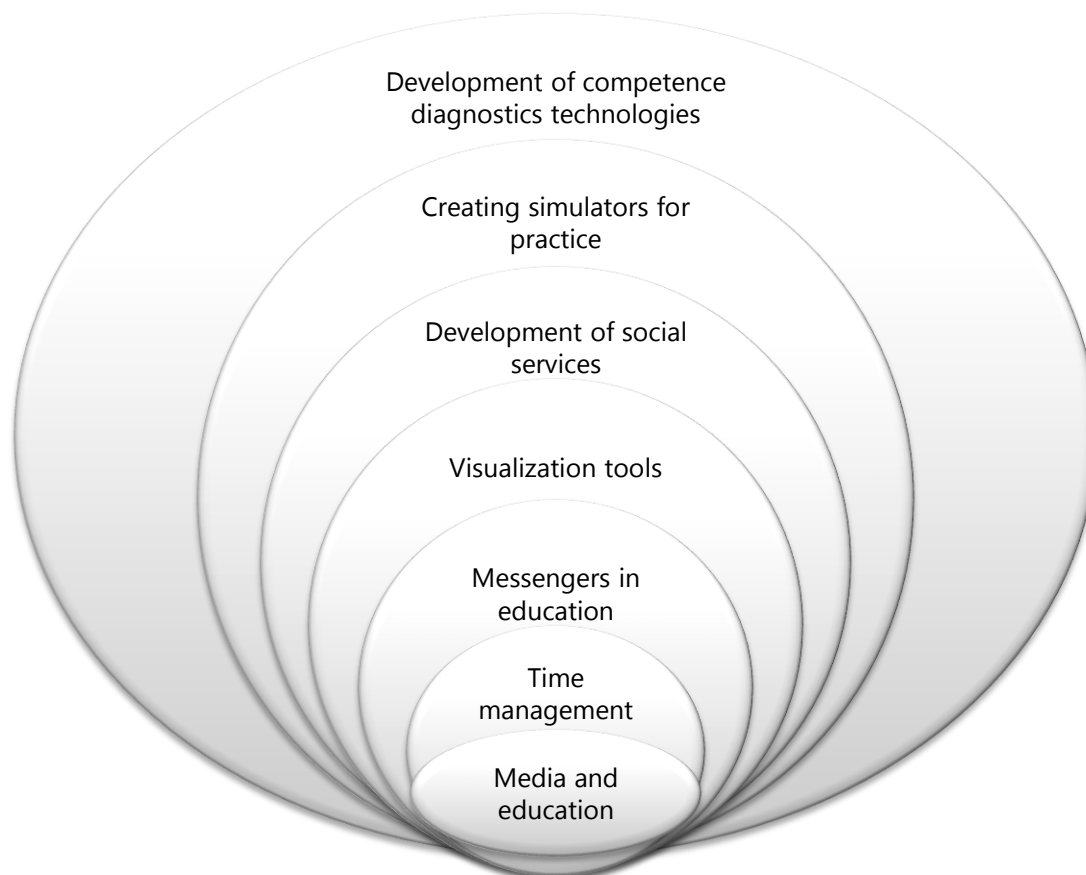 Development of competence
diagnostics technologies
Creating simulators for
practice
Development of social
services
Visualization tools
Messengers in
education
Time
management
Media and
education